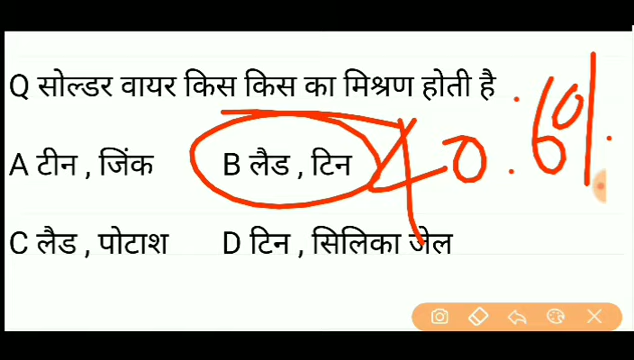 Q सोल्डर वायर किस किस का मिश्रण होती है
A टीन , जिंक B लैड , टिन
40:60%
C लैड , पोटाश D टिन , सिलिका जेल